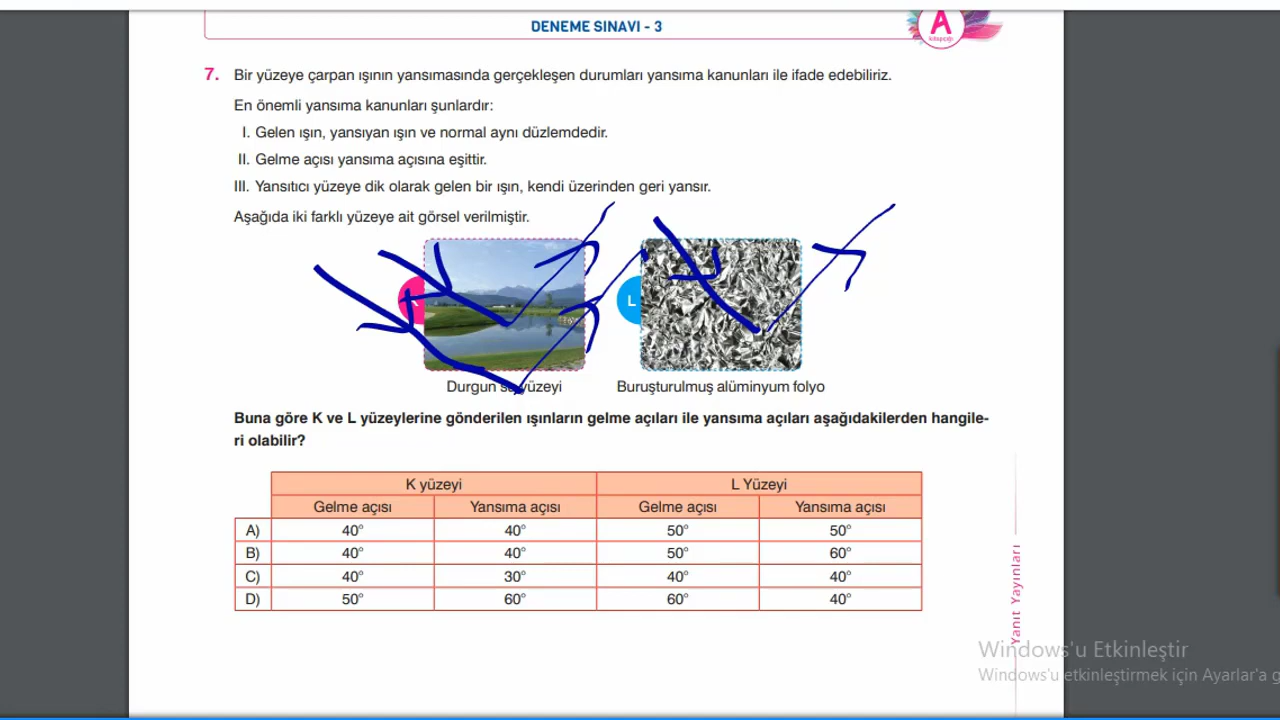 DENEME SINAVI - 3
A
kitapçığı
7. Bir yüzeye çarpan ışının yansımasında gerçekleşen durumları yansıma kanunları ile ifade edebiliriz.
En önemli yansıma kanunları şunlardır:
I. Gelen ışın, yansıyan ışın ve normal aynı düzlemdedir.
II. Gelme açısı yansıma açısına eşittir.
III. Yansıtıcı yüzeye dik olarak gelen bir ışın, kendi üzerinden geri yansır.
Aşağıda iki farklı yüzeye ait görsel verilmiştir.
K
L
Durgun su yüzeyi
Buruşturulmuş alüminyum folyo
Buna göre K ve L yüzeylerine gönderilen ışınların gelme açıları ile yansıma açıları aşağıdakilerden hangile-
ri olabilir?
K yüzeyi L Yüzeyi
Gelme açısı Yansıma açısı Gelme açısı Yansıma açısı
A) 40° 40° 50° 50°
B) 40° 40° 50° 60°
C) 40° 30° 40° 40°
D) 50° 60° 60° 40°
Yanıt Yayınları
Windows'u Etkinleştir
Windows'u etkinleştirmek için Ayarlar'a g